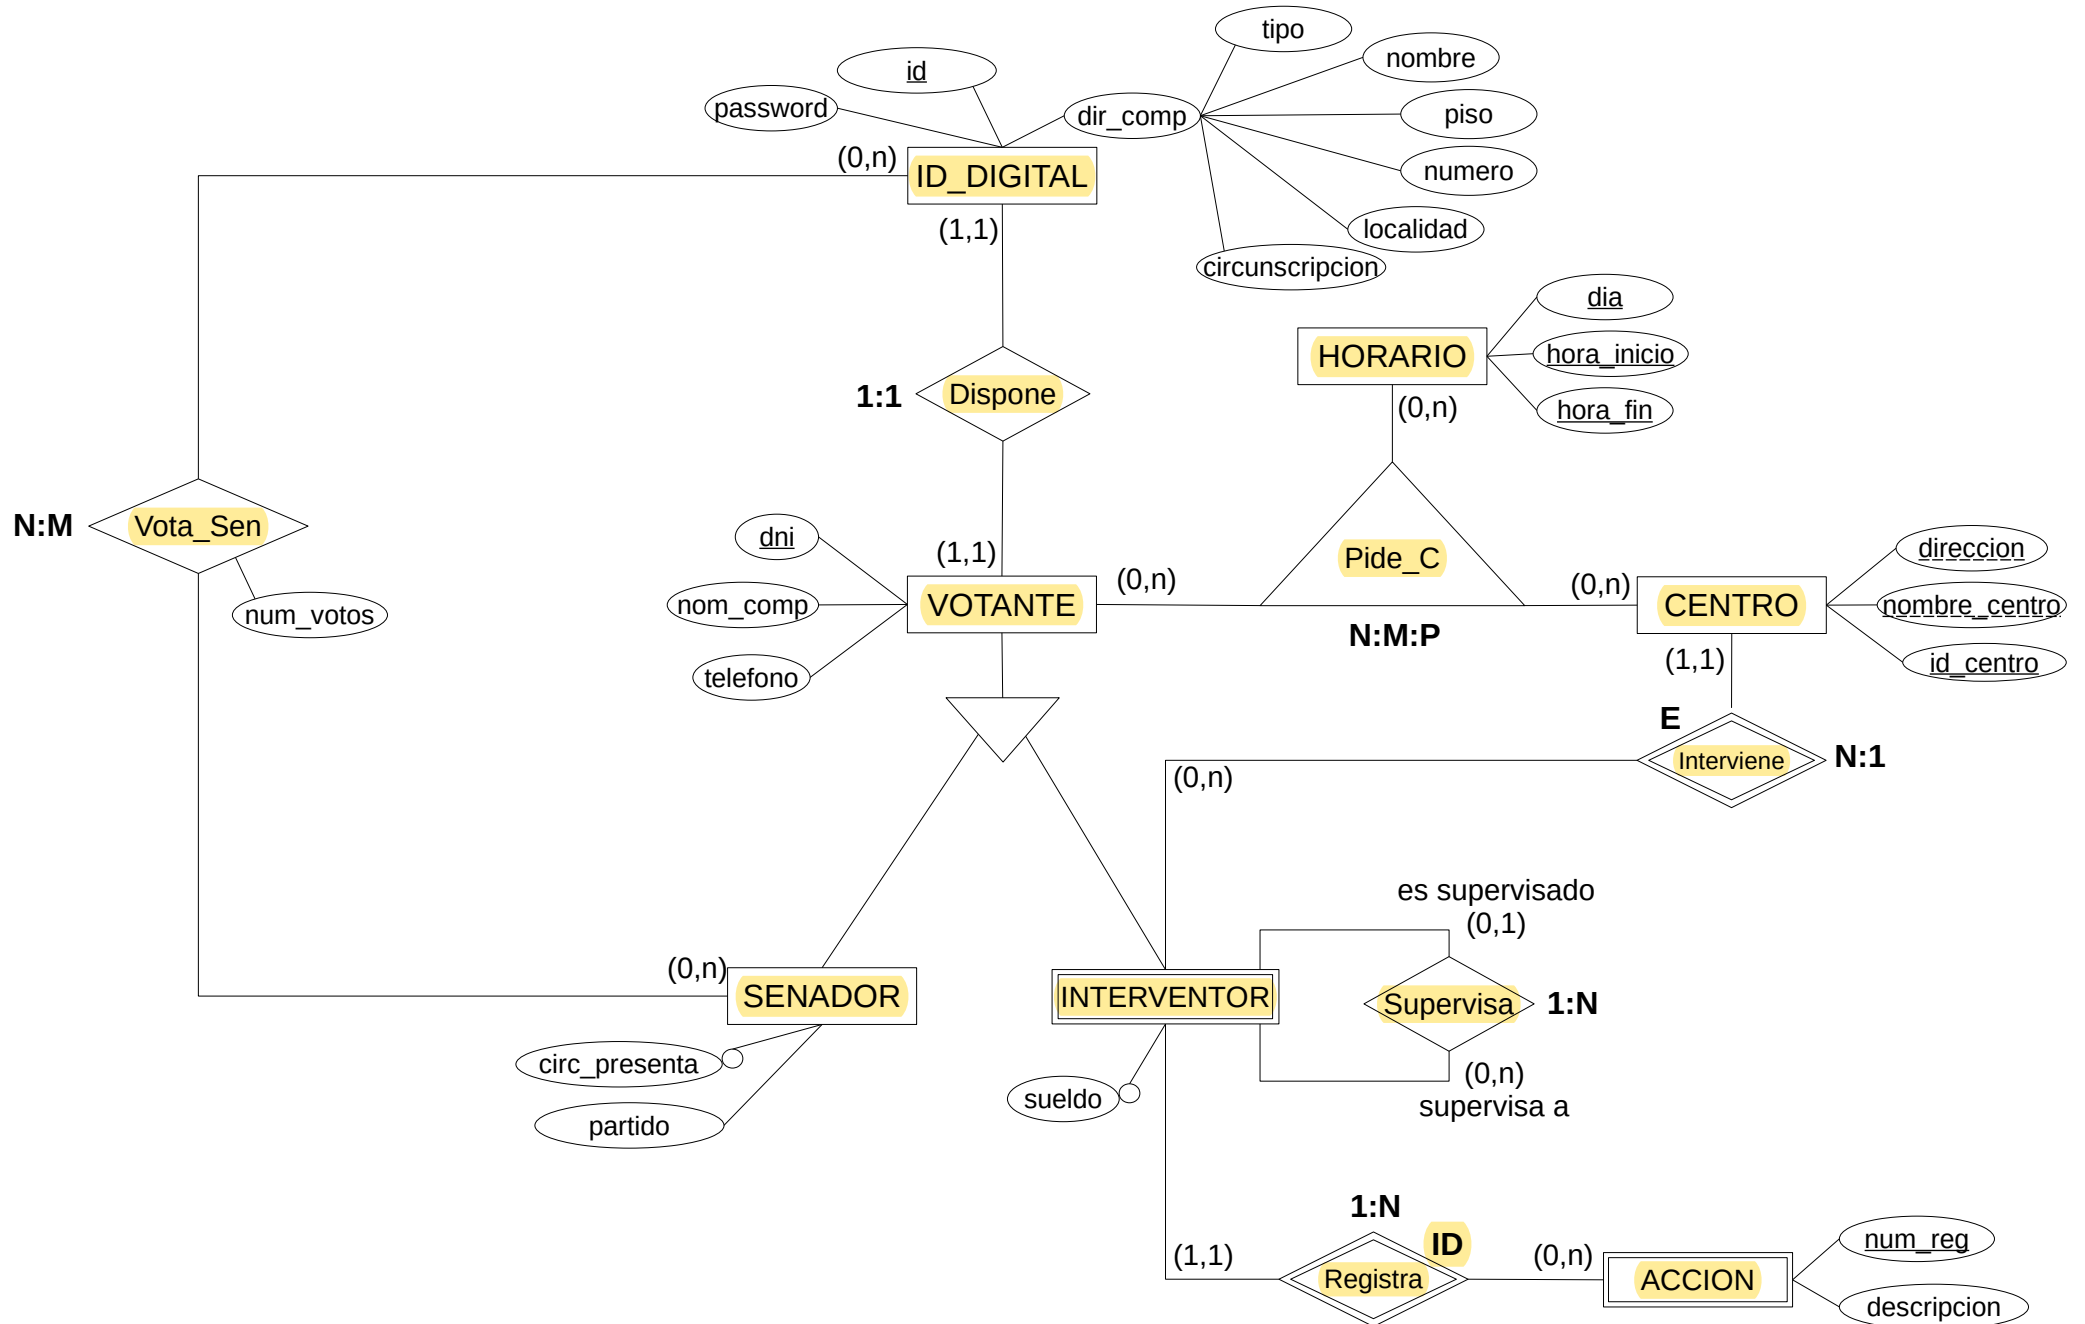 tipo
id
nombre
password
dir_comp
piso
(0,n)
ID_DIGITAL
numero
(1,1)
localidad
circunscripcion
dia
HORARIO
hora_inicio
1:1
Dispone
(0,n)
hora_fin
N:M
Vota_Sen
dni
(1,1)
Pide_C
direccion
num_votos
nom_comp
VOTANTE
(0,n)
(0,n)
CENTRO
nombre_centro
N:M:P
telefono
(1,1)
id_centro
E
Interviene
N:1
(0,n)
es supervisado
(0,1)
(0,n)
SENADOR
INTERVENTOR
Supervisa
1:N
circ_presenta
sueldo
(0,n)
supervisa a
partido
1:N
ID
(1,1)
Registra
(0,n)
ACCION
num_reg
descripcion